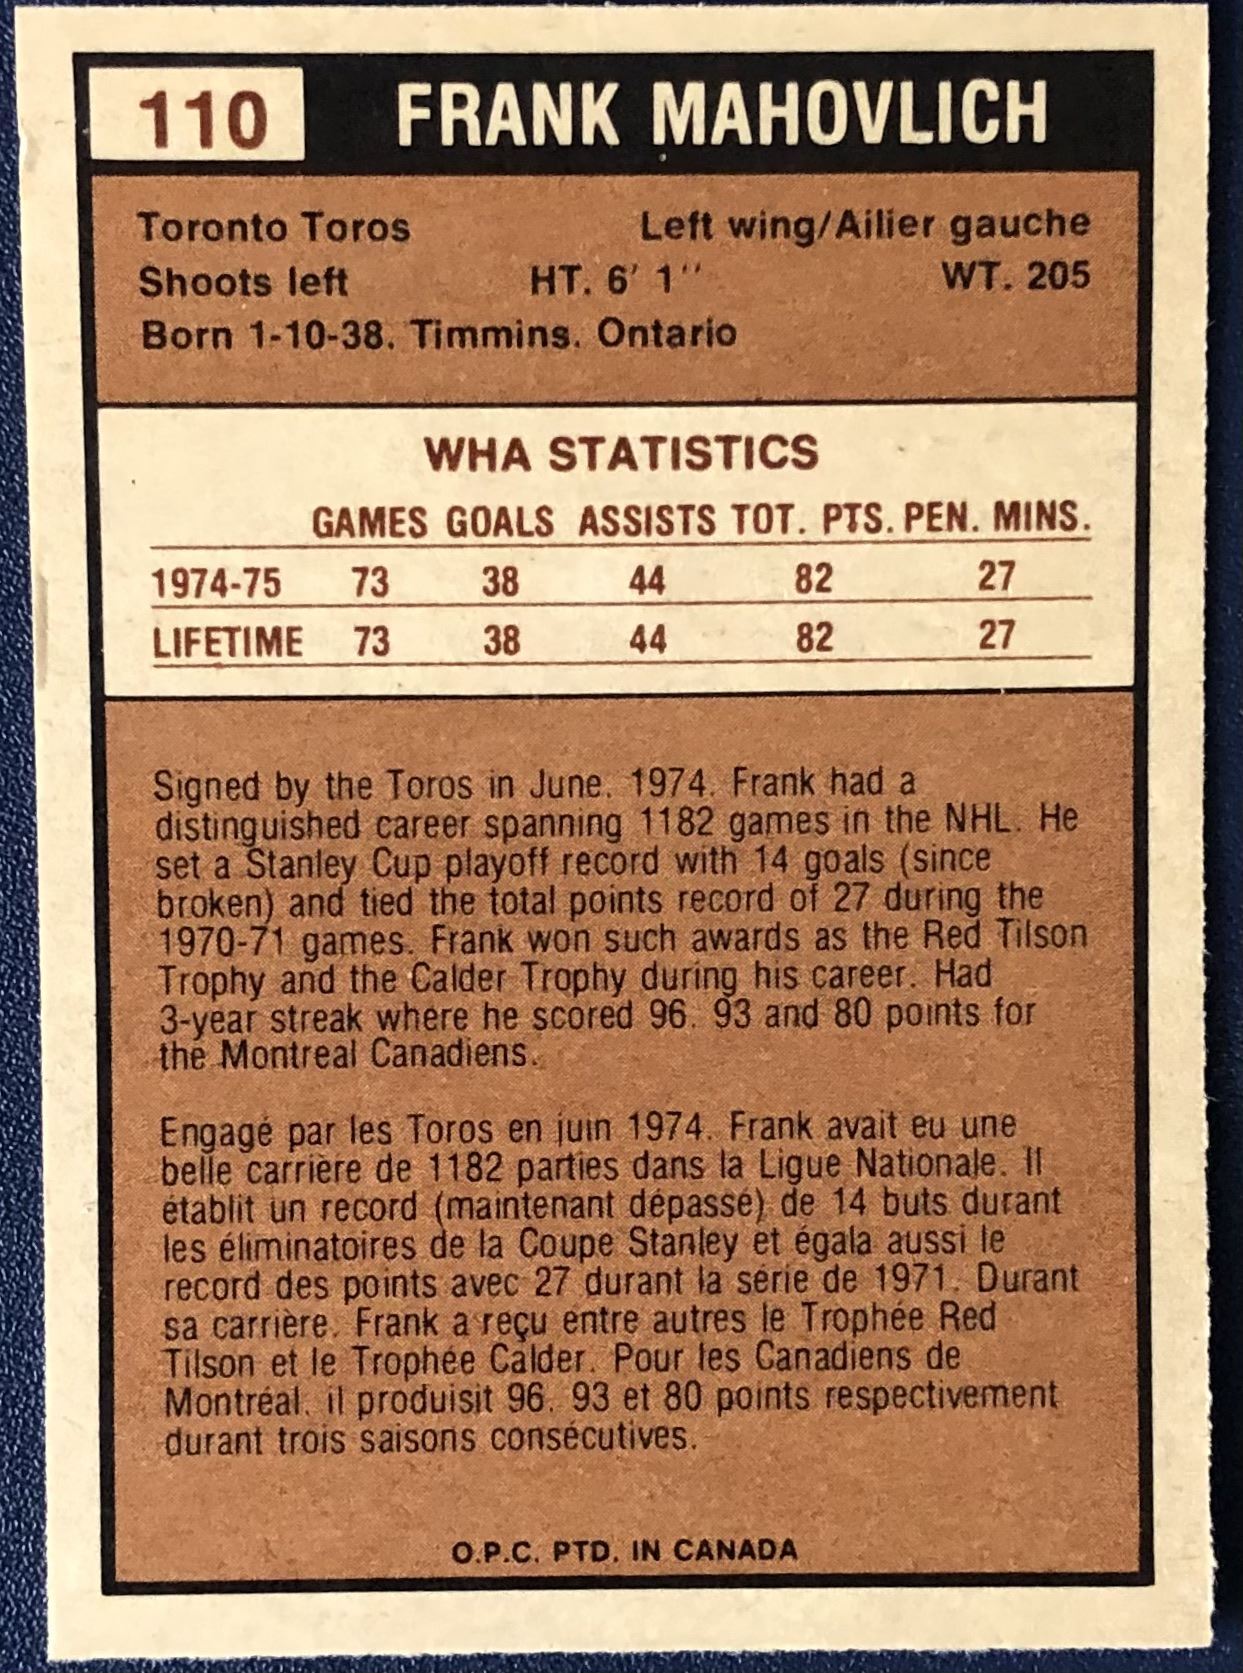 110 FRANK MAHOVLICH
Toronto Toros Left wing/Ailier gauche
Shoots left HT. 6' 1" WT. 205
Born 1-10-38. Timmins. Ontario
WHA STATISTICS
GAMES GOALS ASSISTS TOT. PTS. PEN. MINS.
1974-75 73 38 44 82 27
LIFETIME 73 38 44 82 27
Signed by the Toros in June. 1974. Frank had a
distinguished career spanning 1182 games in the NHL. He
set a Stanley Cup playoff record with 14 goals (since
broken) and tied the total points record of 27 during the
1970-71 games. Frank won such awards as the Red Tilson
Trophy and the Calder Trophy during his career. Had
3-year streak where he scored 96. 93 and 80 points for
the Montreal Canadiens.
Engagé par les Toros en juin 1974. Frank avait eu une
belle carrière de 1182 parties dans la Ligue Nationale. Il
établit un record (maintenant dépassé) de 14 buts durant
les éliminatoires de la Coupe Stanley et égala aussi le
record des points avec 27 durant la série de 1971. Durant
sa carrière. Frank a reçu entre autres le Trophée Red
Tilson et le Trophée Calder. Pour les Canadiens de
Montréal. il produisit 96. 93 et 80 points respectivement
durant trois saisons consécutives.
O.P.C. PTD. IN CANADA